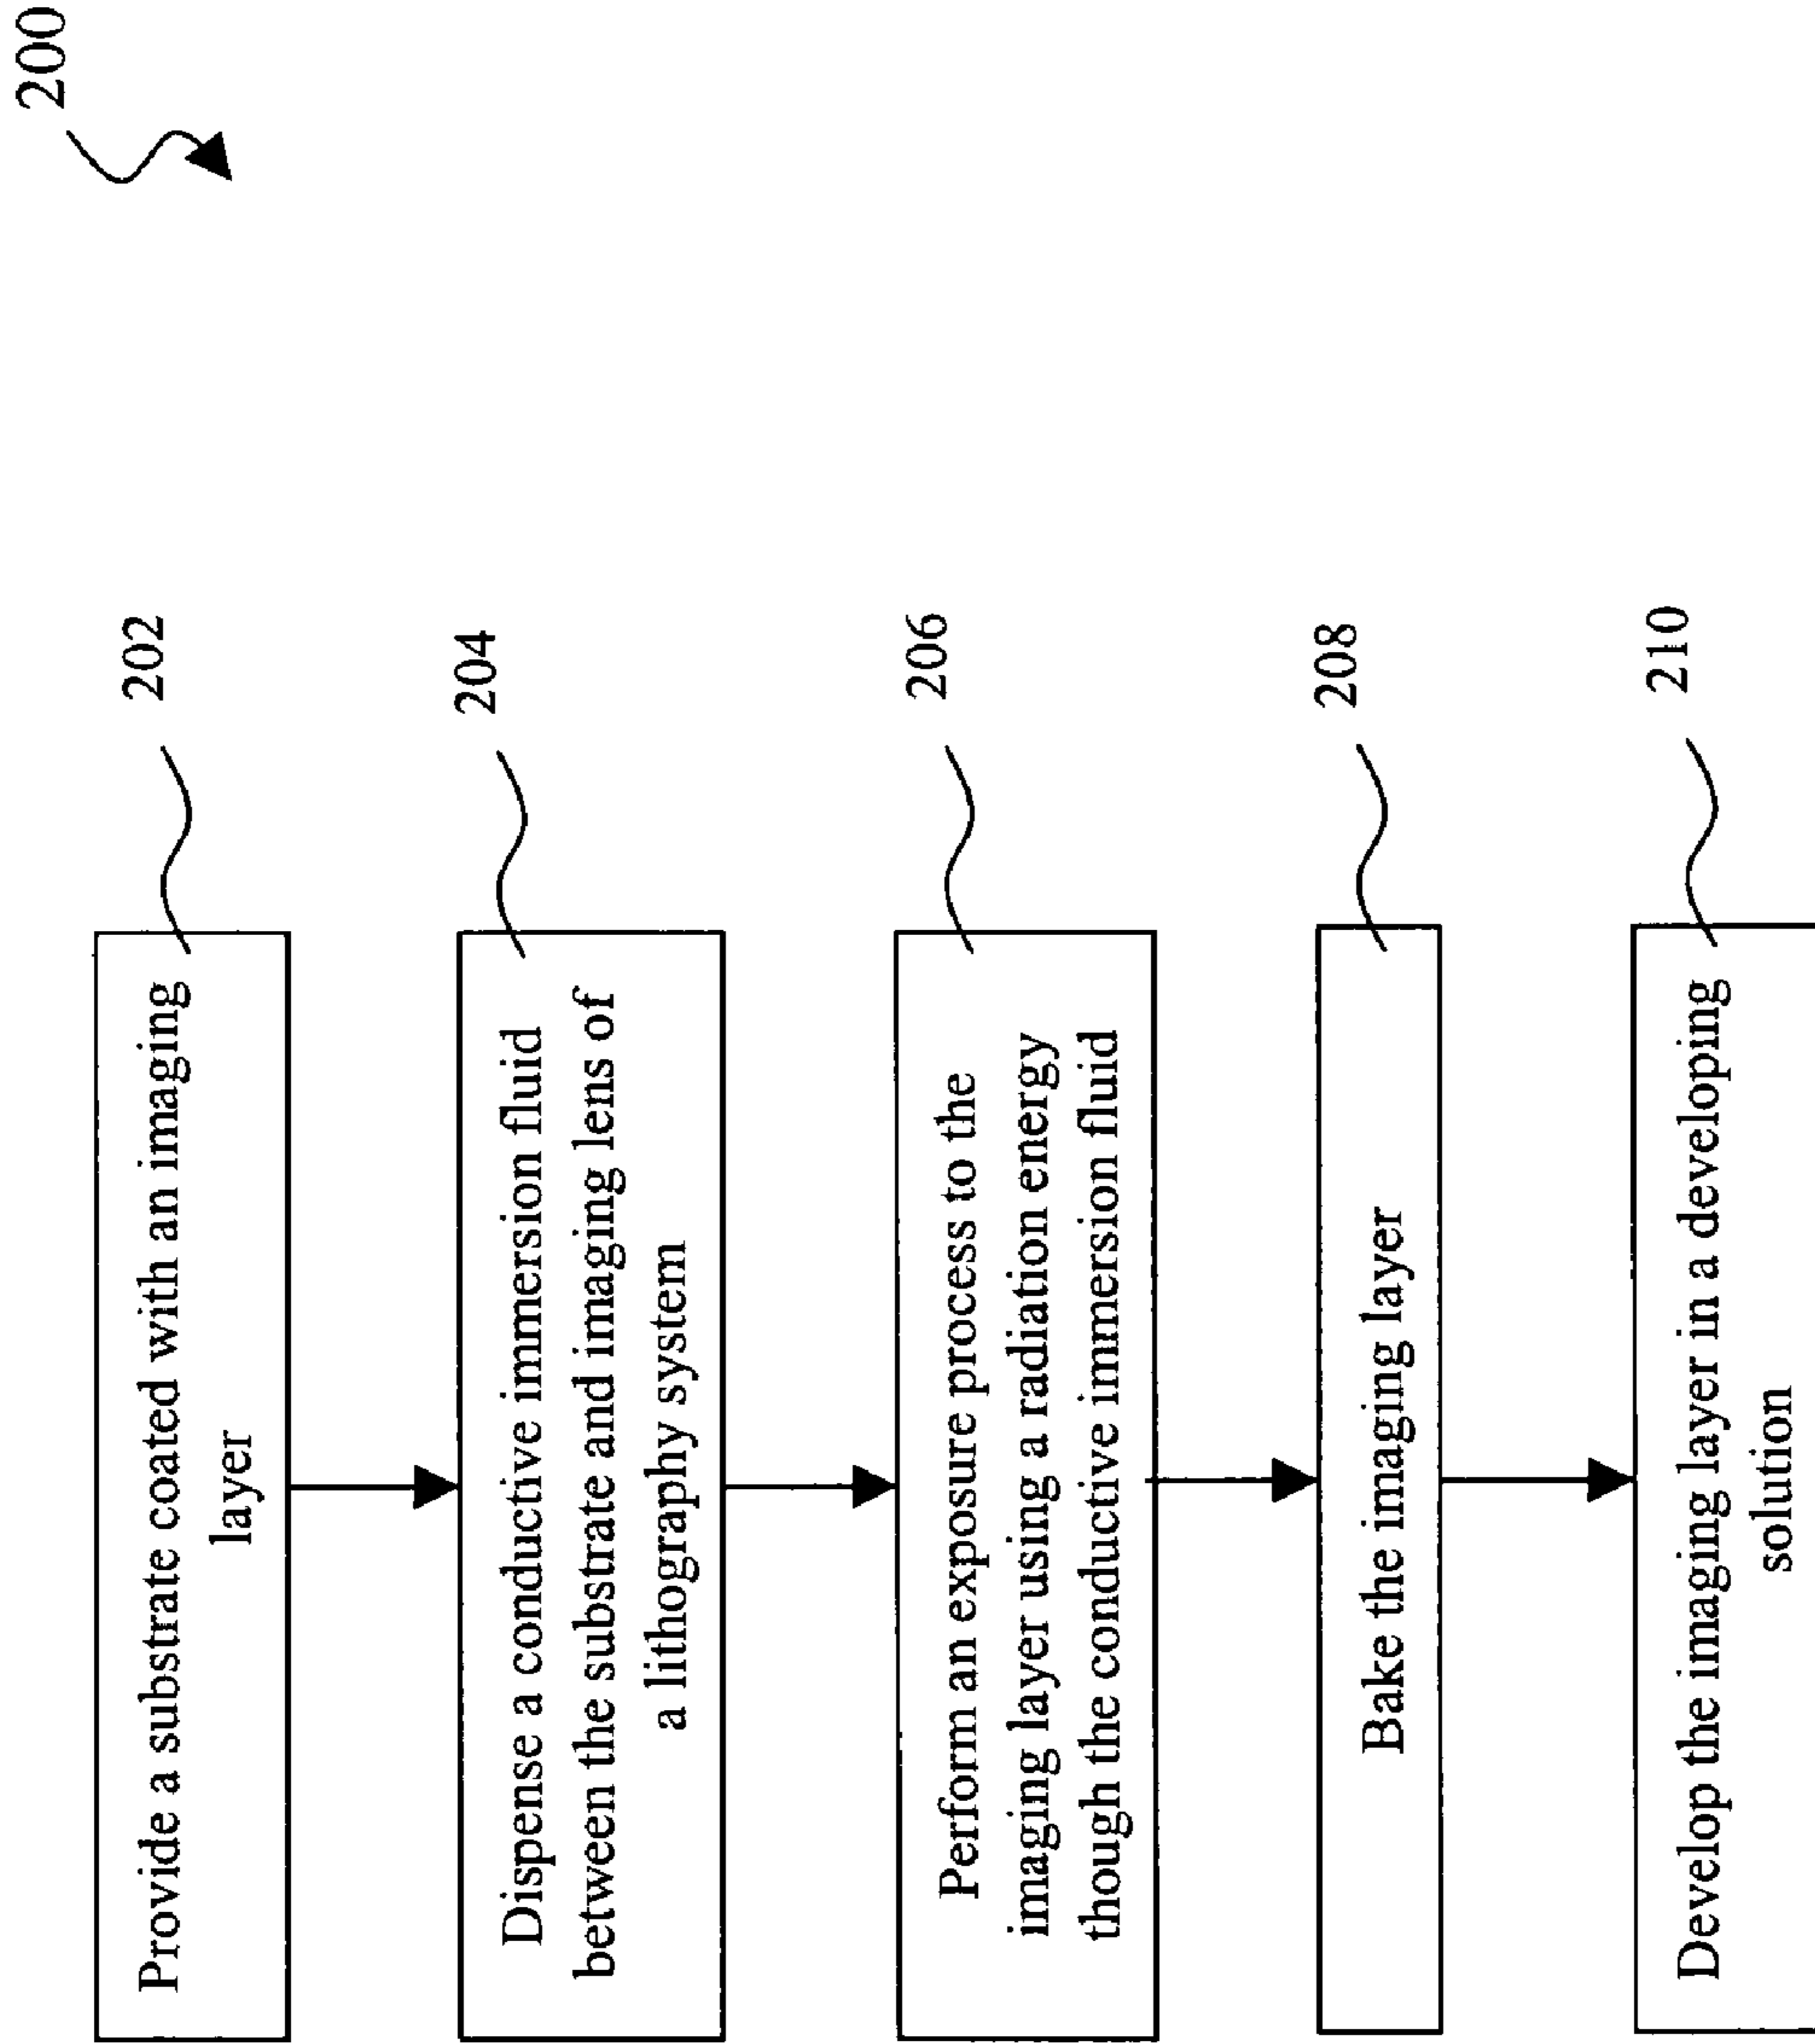 200
Provide a substrate coated with an imaging
layer
202
Dispense a conductive immersion fluid
between the substrate and imaging lens of
a lithography system
204
Perform an exposure process to the
imaging layer using a radiation energy
though the conductive immersion fluid
206
Bake the imaging layer
208
Develop the imaging layer in a developing
solution
210